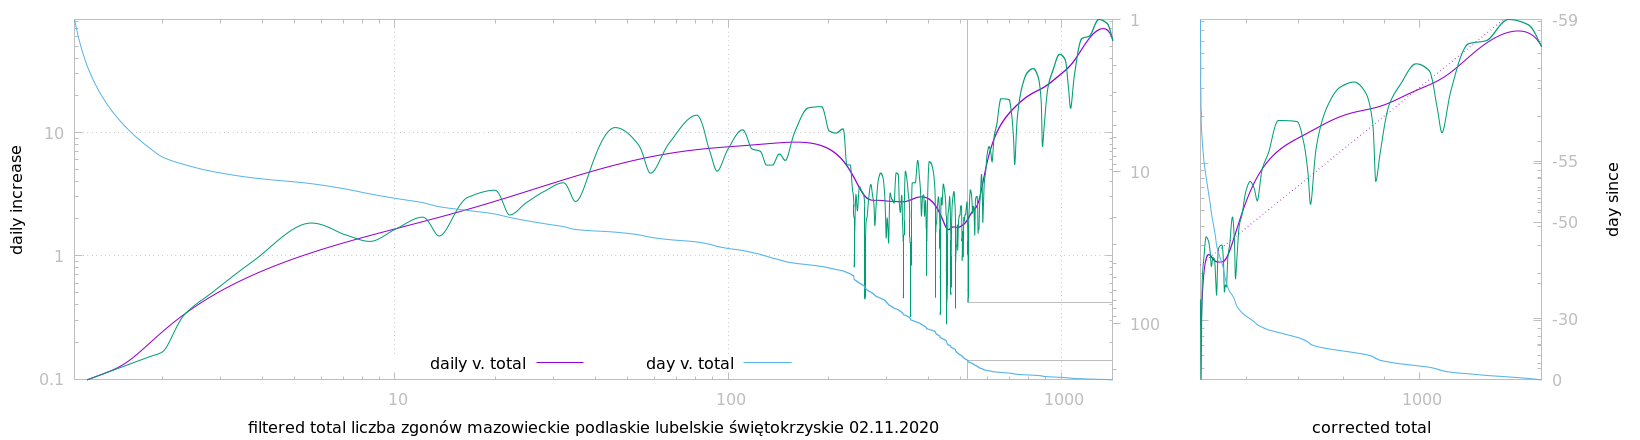 daily increase
10
1
0.1
daily v. total
day v. total
10
100
1000
1
10
100
filtered total liczba zgonów mazowieckie podlaskie lubelskie świętokrzyskie 02.11.2020
-59
-55
-50
-30
0
day since
1000
corrected total